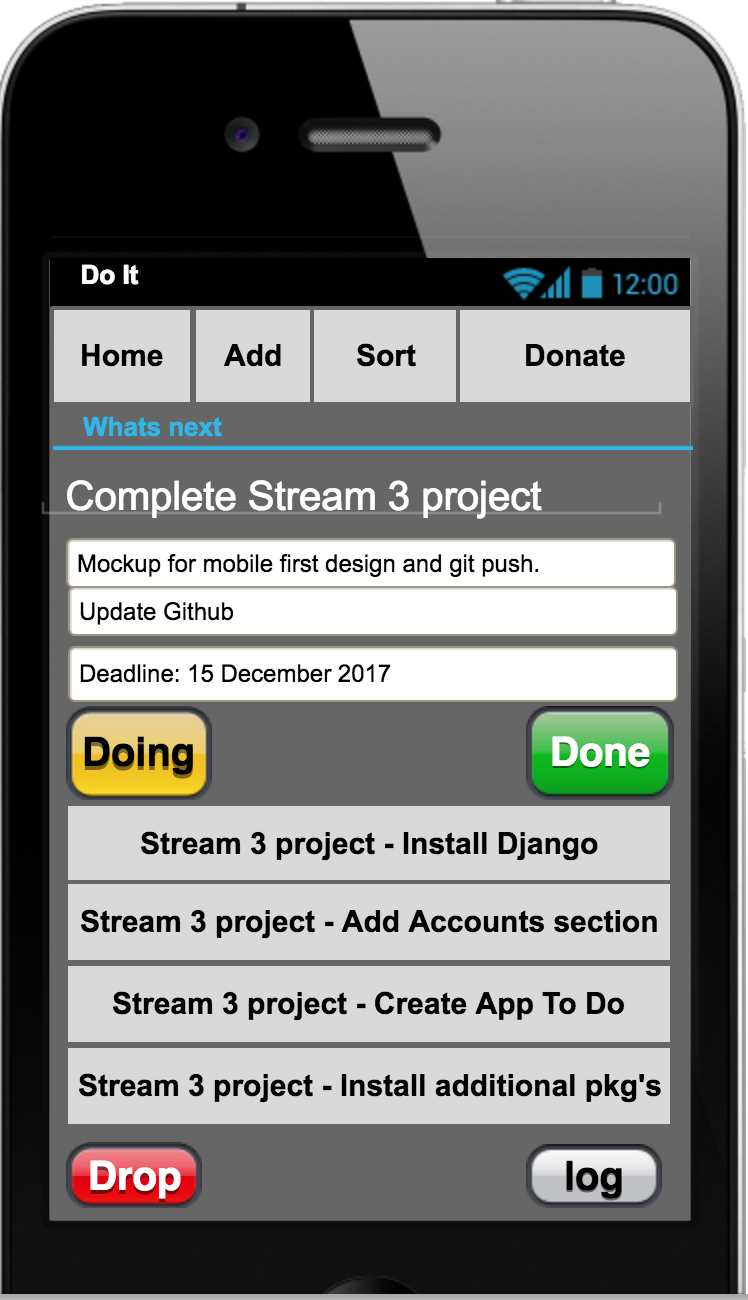 Do It
12:00
Home Add Sort Donate
Whats next
Complete Stream 3 project
Mockup for mobile first design and git push.
Update Github
Deadline: 15 December 2017
Doing Done
Stream 3 project - Install Django
Stream 3 project - Add Accounts section
Stream 3 project - Create App To Do
Stream 3 project - Install additional pkg's
Drop log